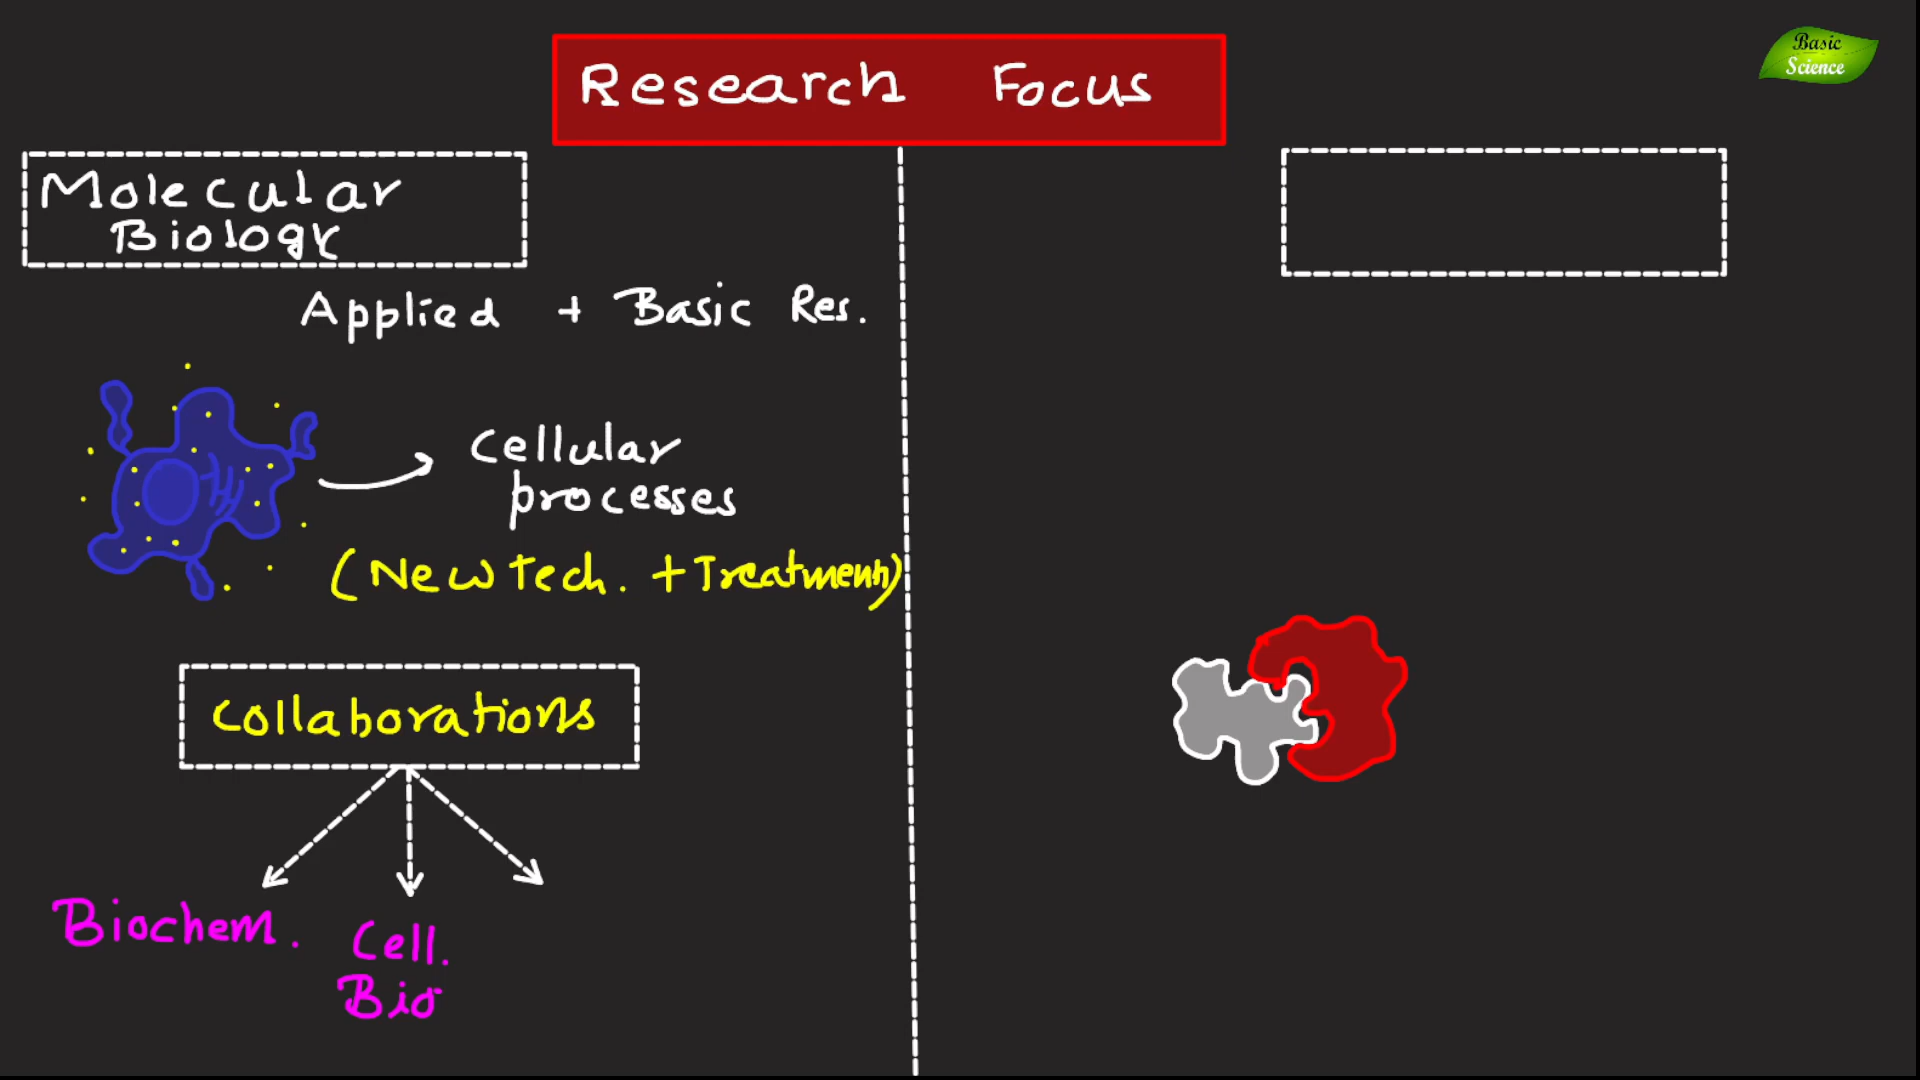 Research Focus
Basic
Science
Molecular
Biology
Applied + Basic Res.
Cellular
processes
(New Tech. + Treatment)
Collaborations
Biochem.
Cell.
Bio